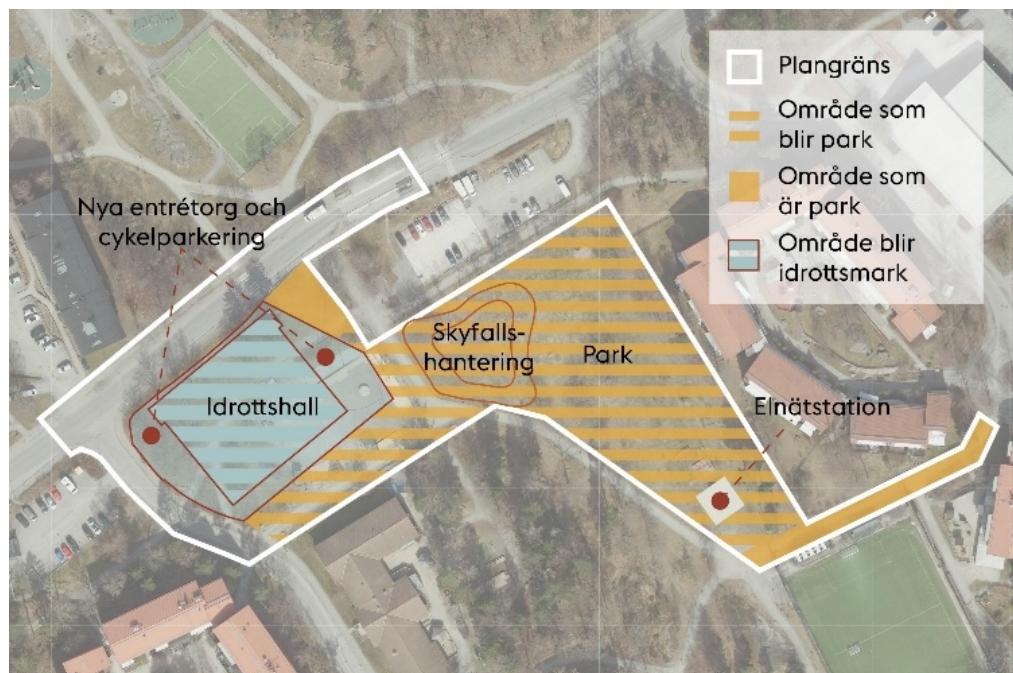 Plangräns
Område som
blir park
Område som
är park
Område blir
idrottsmark
Nya entrétorg och
cykelparkering
Skyfalls-
hantering
Park
Idrottshall
Elnätstation